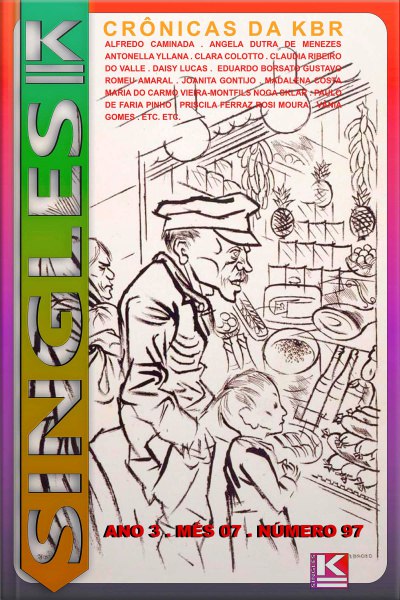 CRÔNICAS DA KBR
ALFREDO CAMINADA . ANGELA DUTRA DE MENEZES
ANTONELLA YLLANA . CLARA COLOTTO . CLAUDIA RIBEIRO
DO VALLE . DAISY LUCAS . EDUARDO BORSATO GUSTAVO
ROMEU AMARAL . JOANITA GONTIJO . MADALENA COSTA
MARIA DO CARMO VIEIRA-MONTFILS NOGA SKLAR . PAULO
DE FARIA PINHO . PRISCILA FERRAZ ROSI MOURA . VANIA
GOMES . ETC. ETC.
K
SINGLES
ANO 3 . MÊS 07 . NÚMERO 97
SINGLES
K